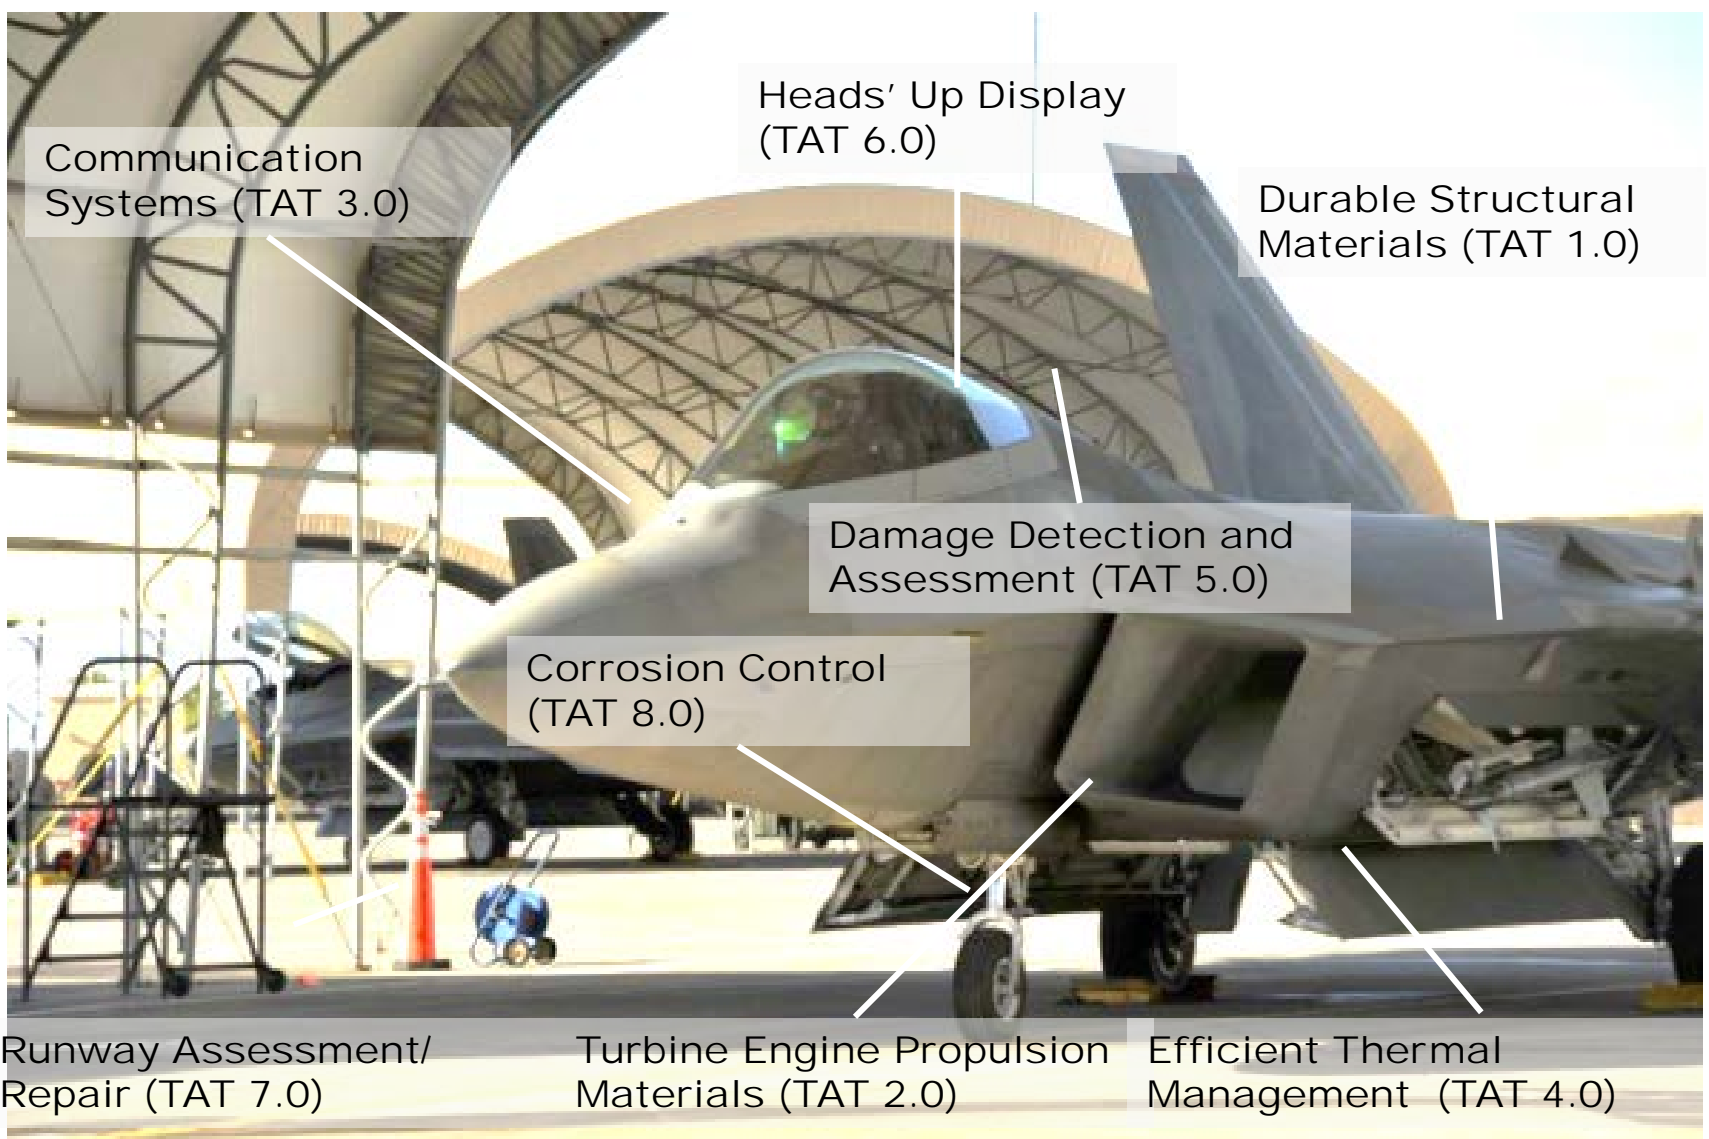 Heads’ Up Display
(TAT 6.0)
Communication
Systems (TAT 3.0)
Durable Structural
Materials (TAT 1.0)
Damage Detection and
Assessment (TAT 5.0)
Corrosion Control
(TAT 8.0)
Runway Assessment/
Repair (TAT 7.0)
Turbine Engine Propulsion
Materials (TAT 2.0)
Efficient Thermal
Management (TAT 4.0)